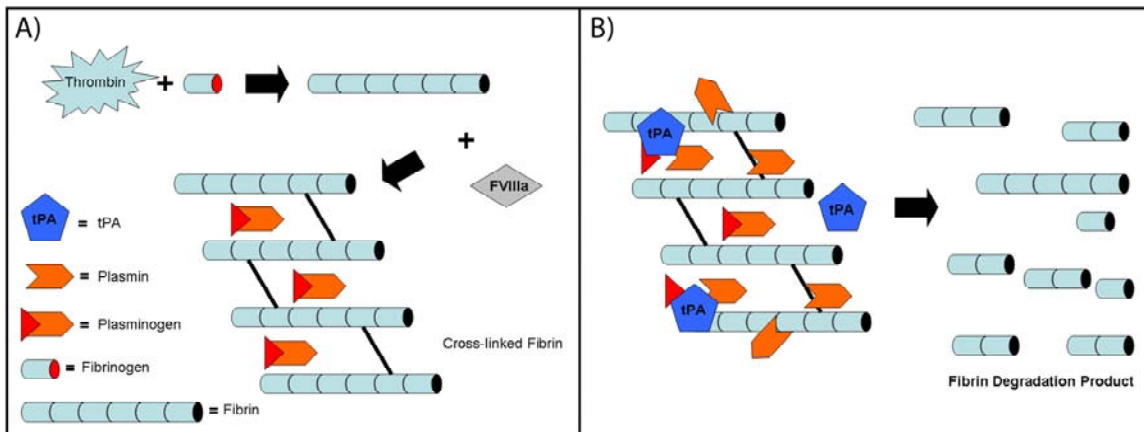 A)
Thrombin
+
+
FVIIIa
tPA = tPA
= Plasmin
= Plasminogen
= Fibrinogen
= Fibrin
Cross-linked Fibrin
B)
tPA
tPA
tPA
Fibrin Degradation Product